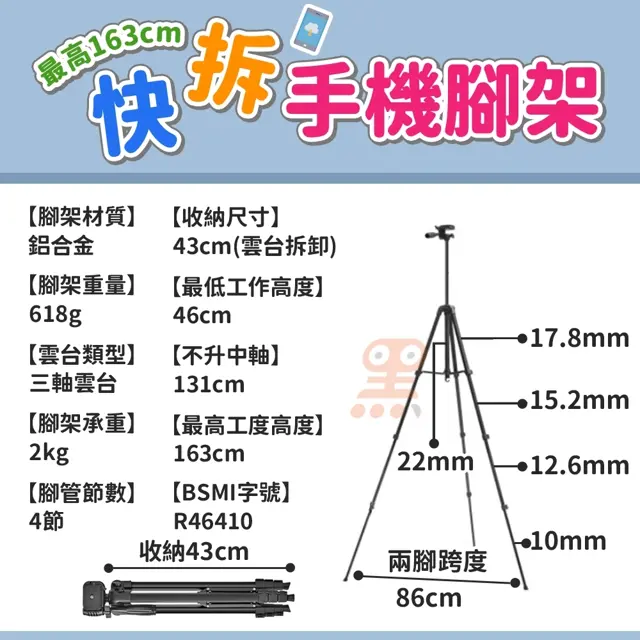 最高163cm
快拆手機腳架
【腳架材質】
鋁合金
【腳架重量】
618g
【雲台類型】
三軸雲台
【腳架承重】
2kg
【腳管節數】
4節
【收納尺寸】
43cm(雲台拆卸)
【最低工作高度】
46cm
【不升中軸】
131cm
【最高工度高度】
163cm
【BSMI字號】
R46410
收納43cm
黑
17.8mm
15.2mm
22mm
12.6mm
10mm
兩腳跨度
86cm